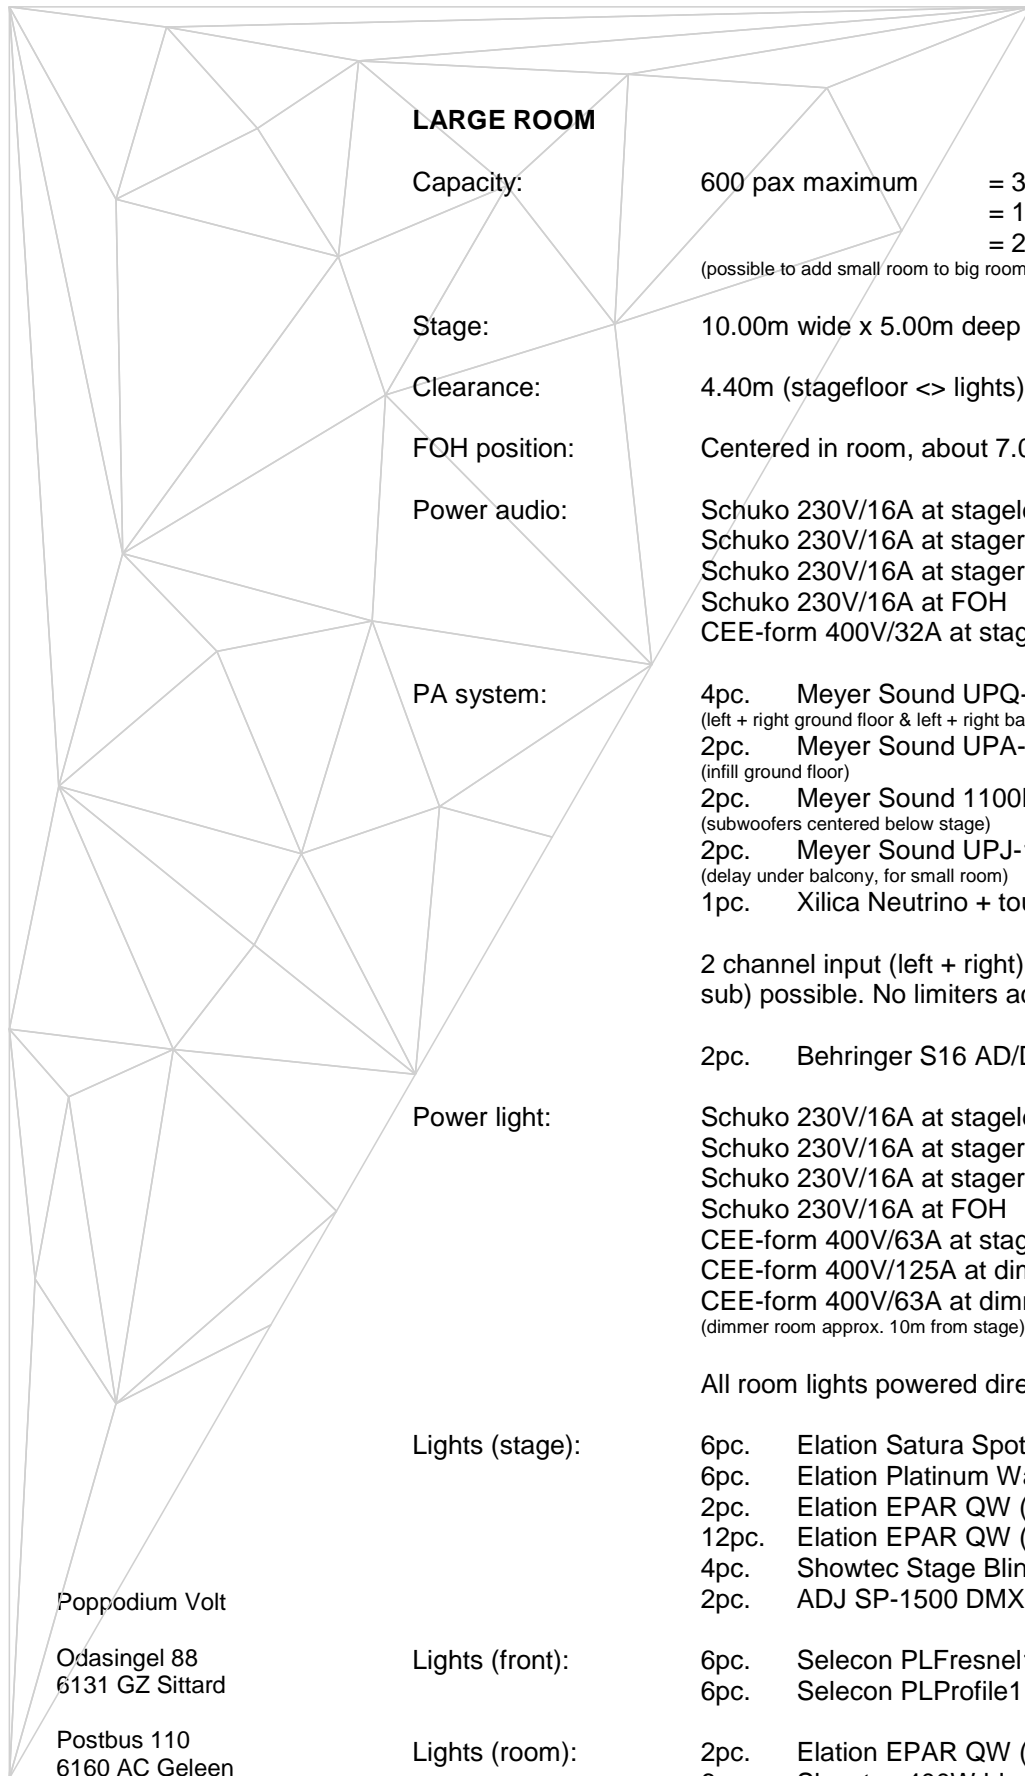 LARGE ROOM
Capacity: 600 pax maximum = 3
= 1
= 2
(possible to add small room to big room
Stage: 10.00m wide x 5.00m deep
Clearance: 4.40m (stagefloor <> lights)
FOH position: Centered in room, about 7.0
Power audio: Schuko 230V/16A at stagele
Schuko 230V/16A at stager
Schuko 230V/16A at stager
Schuko 230V/16A at FOH
CEE-form 400V/32A at stag
PA system: 4pc. Meyer Sound UPQ-
(left + right ground floor & left + right ba
2pc. Meyer Sound UPA-
(infill ground floor)
2pc. Meyer Sound 1100
(subwoofers centered below stage)
2pc. Meyer Sound UPJ-
(delay under balcony, for small room)
1pc. Xilica Neutrino + tou
2 channel input (left + right)
sub) possible. No limiters a
2pc. Behringer S16 AD/D
Power light: Schuko 230V/16A at stagele
Schuko 230V/16A at stager
Schuko 230V/16A at stager
Schuko 230V/16A at FOH
CEE-form 400V/63A at stag
CEE-form 400V/125A at dim
CEE-form 400V/63A at dimm
(dimmer room approx. 10m from stage)
All room lights powered dire
Lights (stage): 6pc. Elation Satura Spot
6pc. Elation Platinum Wa
2pc. Elation EPAR QW (
12pc. Elation EPAR QW (
4pc. Showtec Stage Blin
2pc. ADJ SP-1500 DMX
Lights (front): 6pc. Selecon PLFresnel
6pc. Selecon PLProfile1
Lights (room): 2pc. Elation EPAR QW (
Poppodium Volt
Odasingel 88
6131 GZ Sittard
Postbus 110
6160 AC Geleen